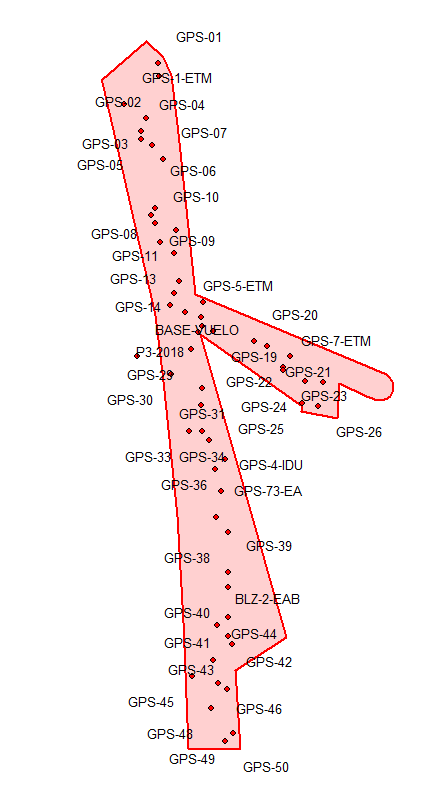 GPS-01
GPS-1-ETM
GPS-02
GPS-04
GPS-07
GPS-03
GPS-05
GPS-06
GPS-10
GPS-08
GPS-09
GPS-11
GPS-13
GPS-5-ETM
GPS-14
GPS-20
BASE-VUELO
GPS-7-ETM
P3-2018
GPS-19
GPS-29
GPS-21
GPS-22
GPS-30
GPS-23
GPS-24
GPS-31
GPS-25
GPS-26
GPS-33
GPS-34
GPS-4-IDU
GPS-36
GPS-73-EA
GPS-39
GPS-38
BLZ-2-EAB
GPS-40
GPS-44
GPS-41
GPS-42
GPS-43
GPS-45
GPS-46
GPS-48
GPS-49
GPS-50